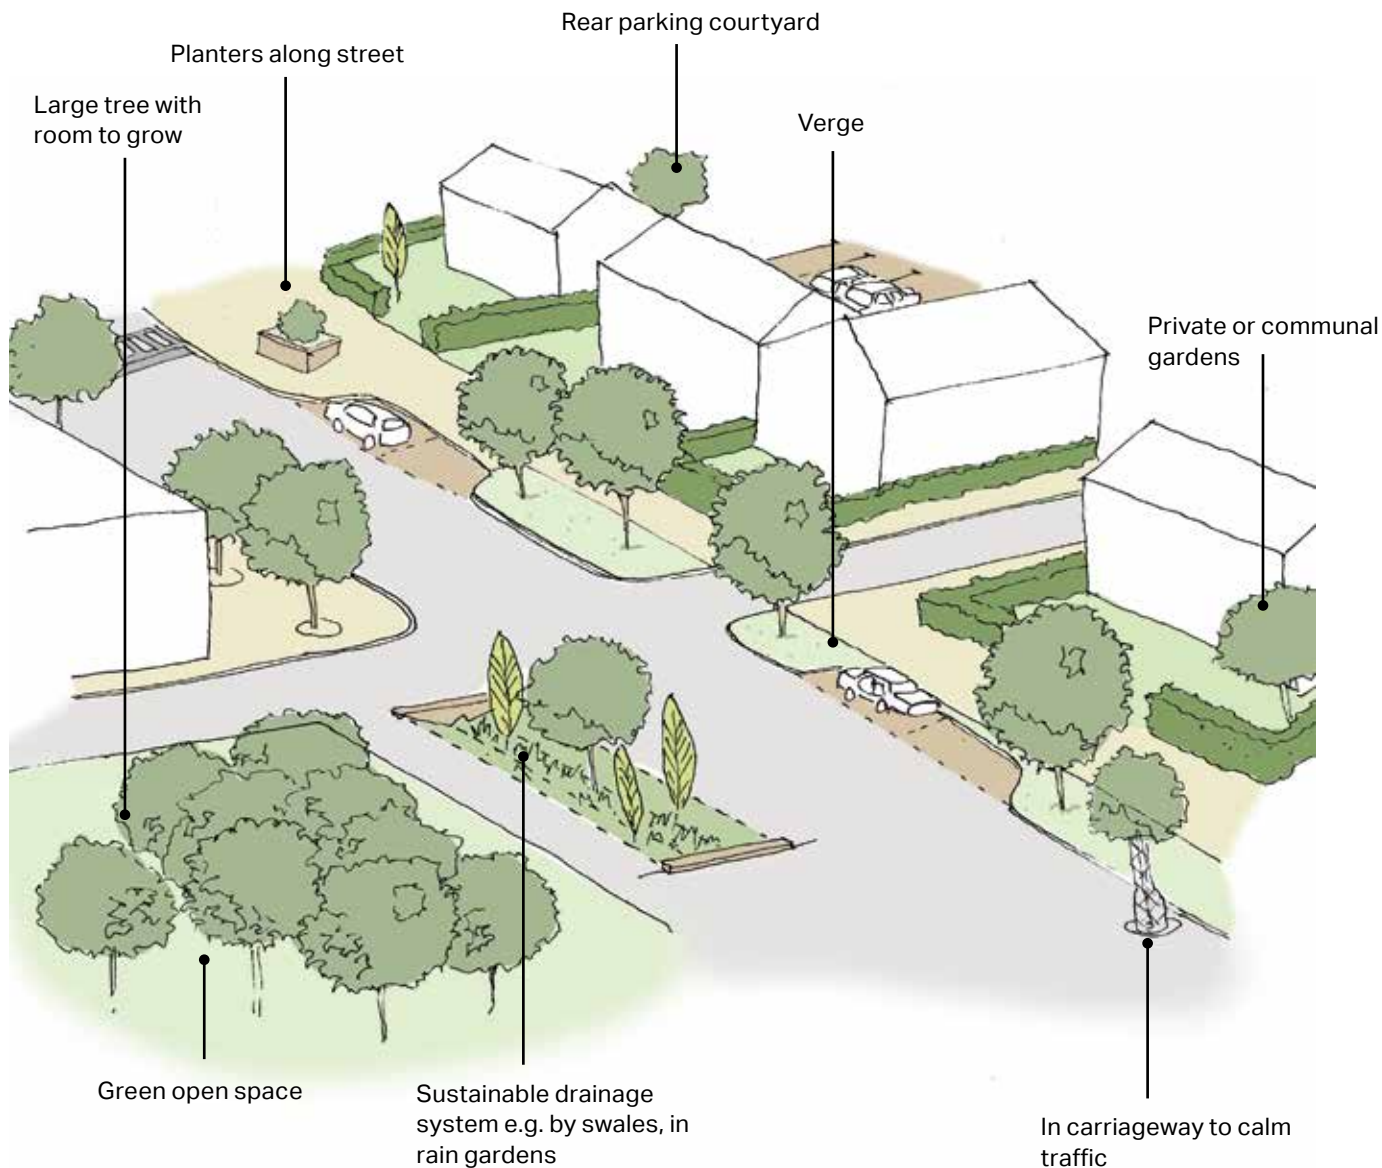 Rear parking courtyard
Planters along street
Large tree with
room to grow
Verge
Private or communal
gardens
Green open space
Sustainable drainage
system e.g. by swales, in
rain gardens
In carriageway to calm
traffic